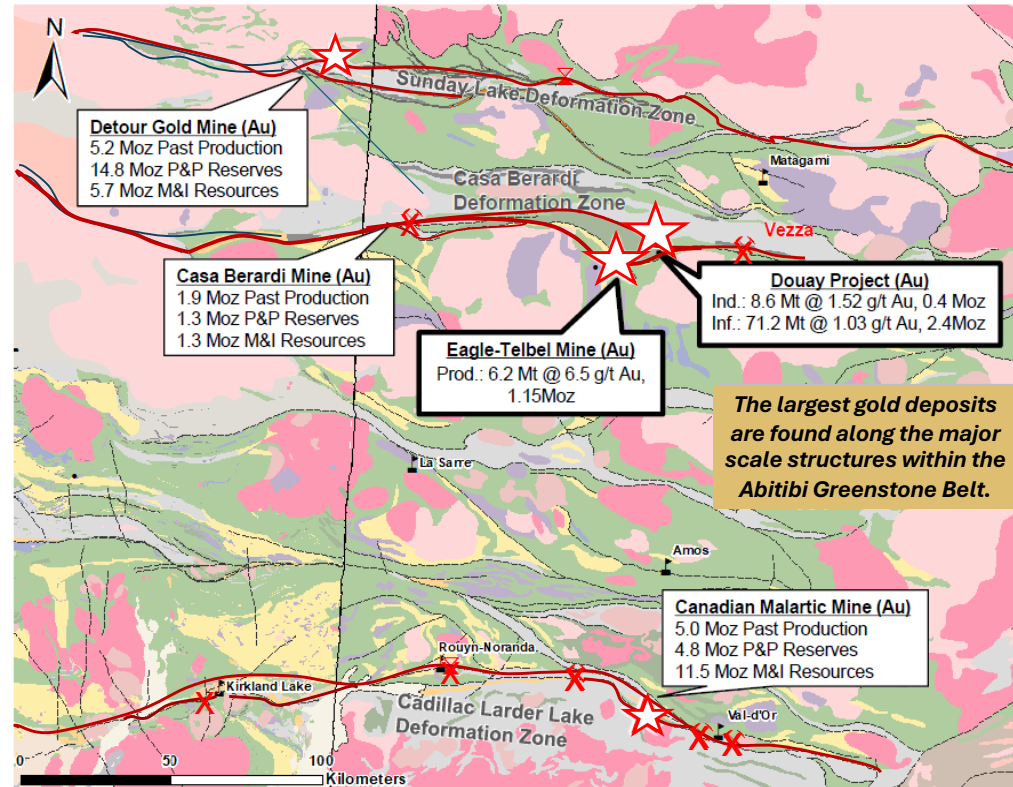 N
Sunday Lake Deformation Zone
Detour Gold Mine (Au)
5.2 Moz Past Production
14.8 Moz P&P Reserves
5.7 Moz M&I Resources
Matagami
Casa Berardi
Deformation Zone
Vezza
Casa Berardi Mine (Au)
1.9 Moz Past Production
1.3 Moz P&P Reserves
1.3 Moz M&I Resources
Douay Project (Au)
Ind.: 8.6 Mt @ 1.52 g/t Au, 0.4 Moz
Inf.: 71.2 Mt @ 1.03 g/t Au, 2.4Moz
Eagle-Telbel Mine (Au)
Prod.: 6.2 Mt @ 6.5 g/t Au,
1.15Moz
The largest gold deposits
are found along the major
scale structures within the
Abitibi Greenstone Belt.
La Sarre
Amos
Canadian Malartic Mine (Au)
5.0 Moz Past Production
4.8 Moz P&P Reserves
11.5 Moz M&I Resources
Rouyn-Noranda
Kirkland Lake
Cadillac Larder Lake
Deformation Zone
Val-d'Or
0 50 100
Kilometers